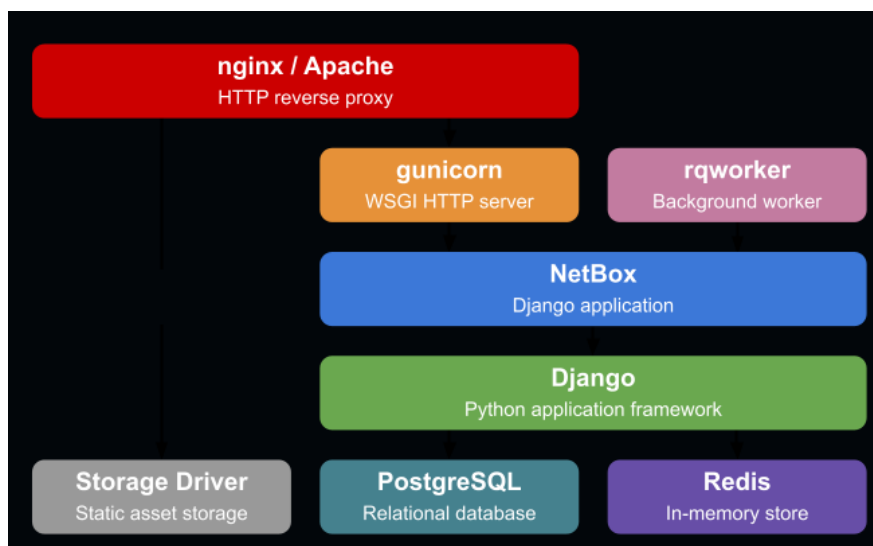 nginx / Apache
HTTP reverse proxy
gunicorn
WSGI HTTP server
rqworker
Background worker
NetBox
Django application
Django
Python application framework
Storage Driver
Static asset storage
PostgreSQL
Relational database
Redis
In-memory store